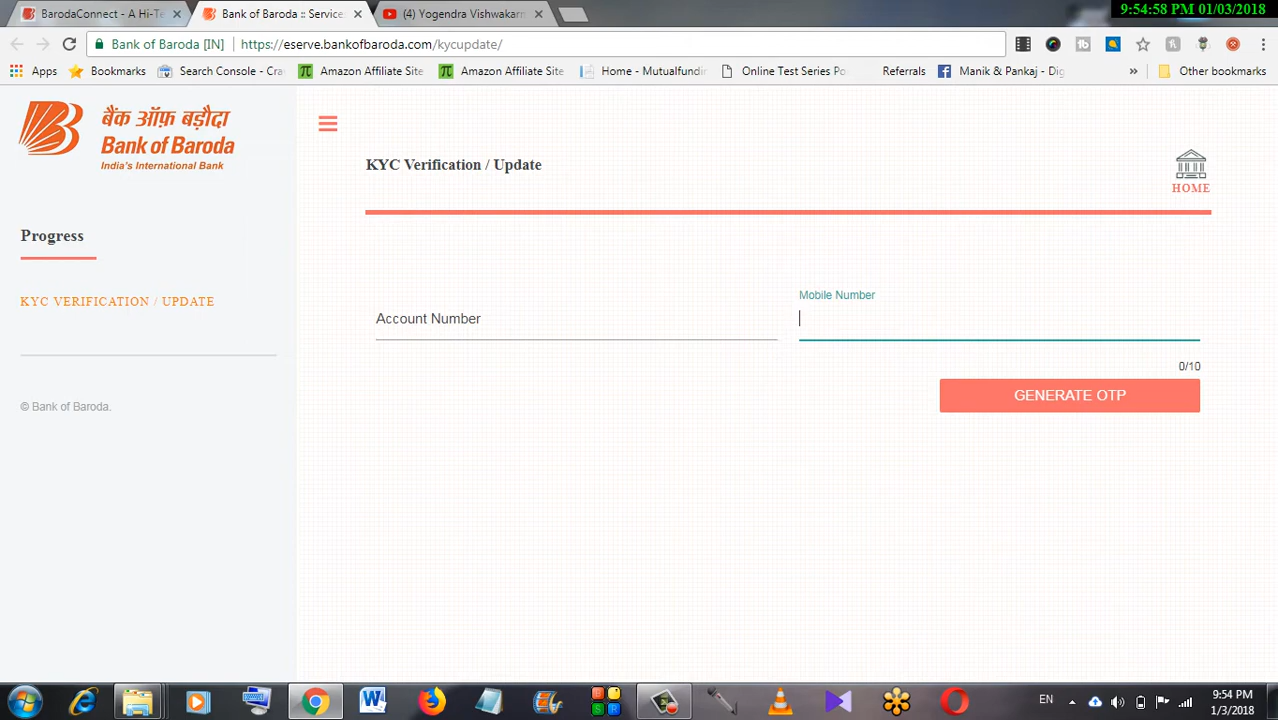 9:54:58 PM 01/03/2018
BarodaConnect - A Hi-Te
Bank of Baroda :: Service
(4) Yogendra Vishwakarm
Bank of Baroda [IN]
https://eserve.bankofbaroda.com/kycupdate/
Apps
Bookmarks
Search Console - Cra
Amazon Affiliate Site
Amazon Affiliate Site
Home - Mutualfundin
Online Test Series Po
Referrals
Manik & Pankaj - Dig
»
Other bookmarks
बैंक ऑफ़ बड़ौदा
Bank of Baroda
India's International Bank
KYC Verification / Update
HOME
Progress
KYC VERIFICATION / UPDATE
© Bank of Baroda.
Mobile Number
Account Number
0/10
GENERATE OTP
EN
9:54 PM
1/3/2018